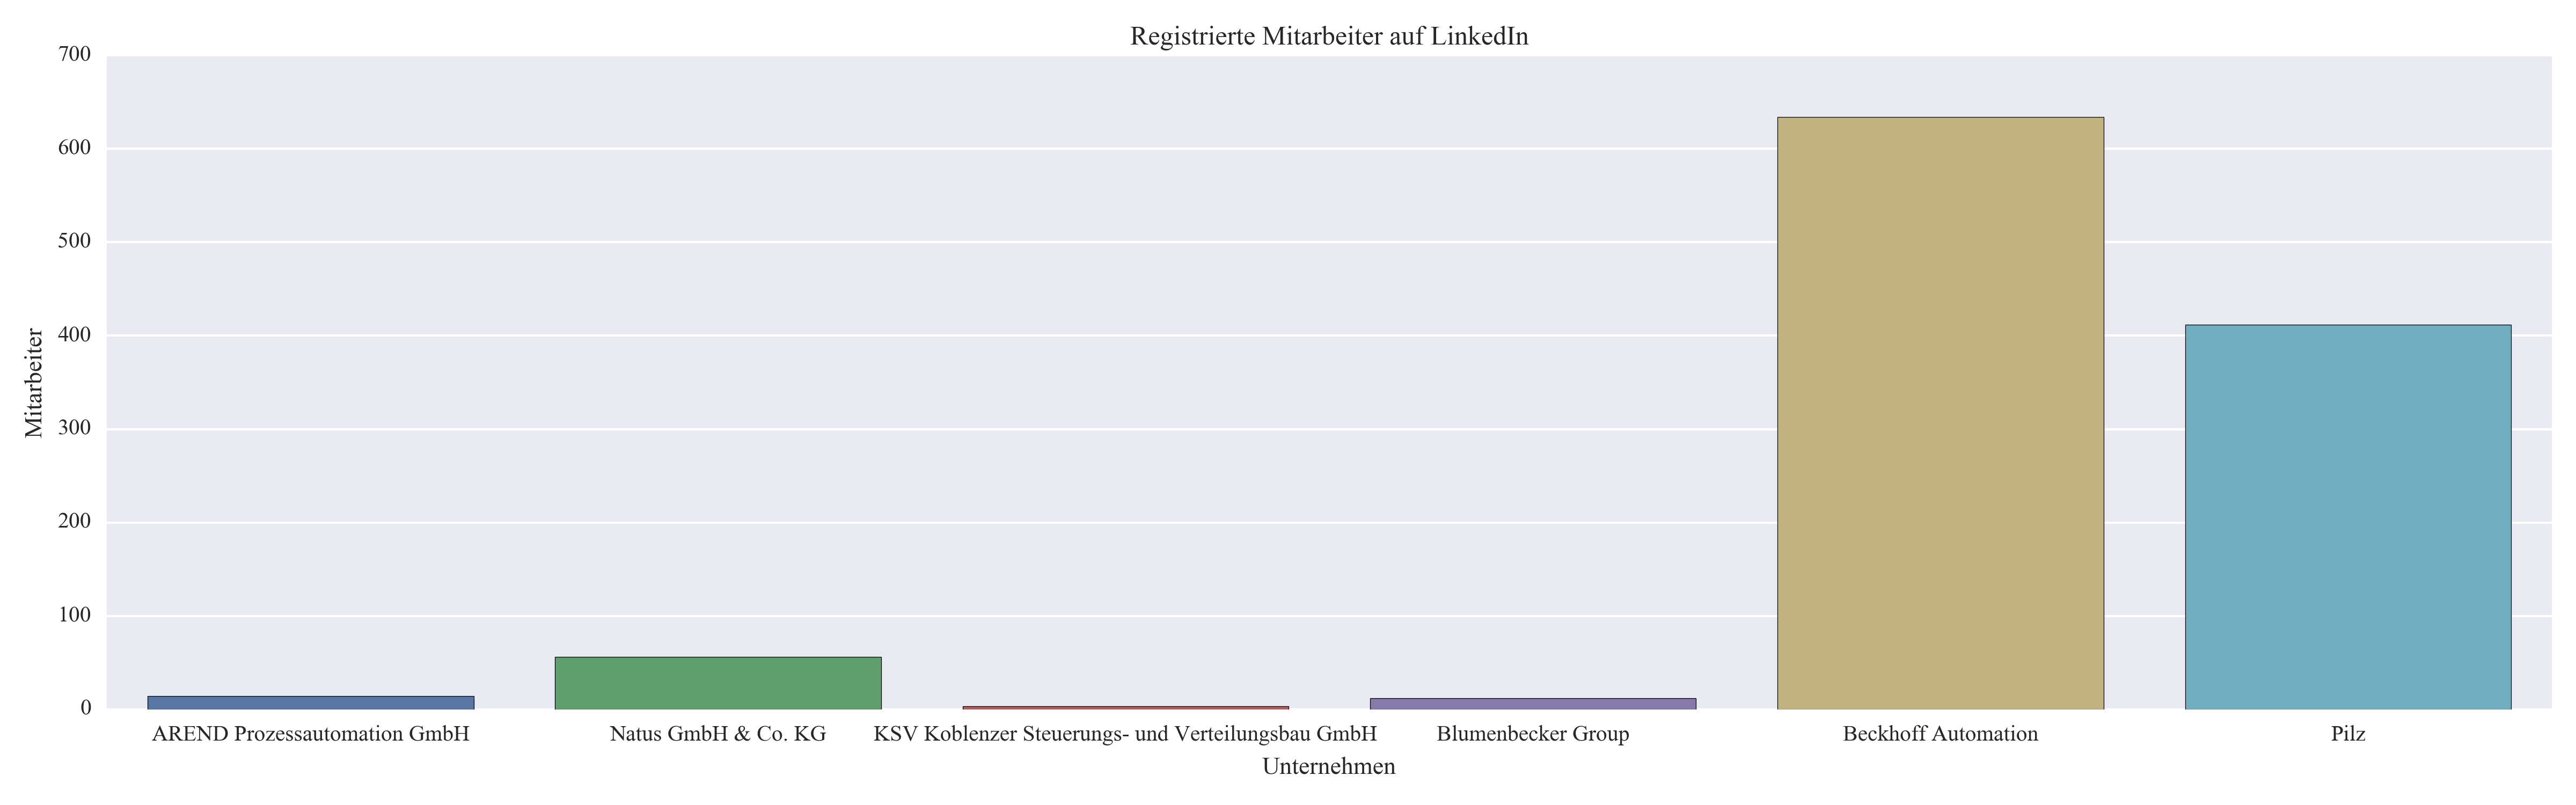 Registrierte Mitarbeiter auf LinkedIn
700
600
500
400
300
200
100
0
Mitarbeiter
AREND Prozessautomation GmbH
Natus GmbH & Co. KG
KSV Koblenzer Steuerungs- und Verteilungsbau GmbH
Blumenbecker Group
Beckhoff Automation
Pilz
Unternehmen